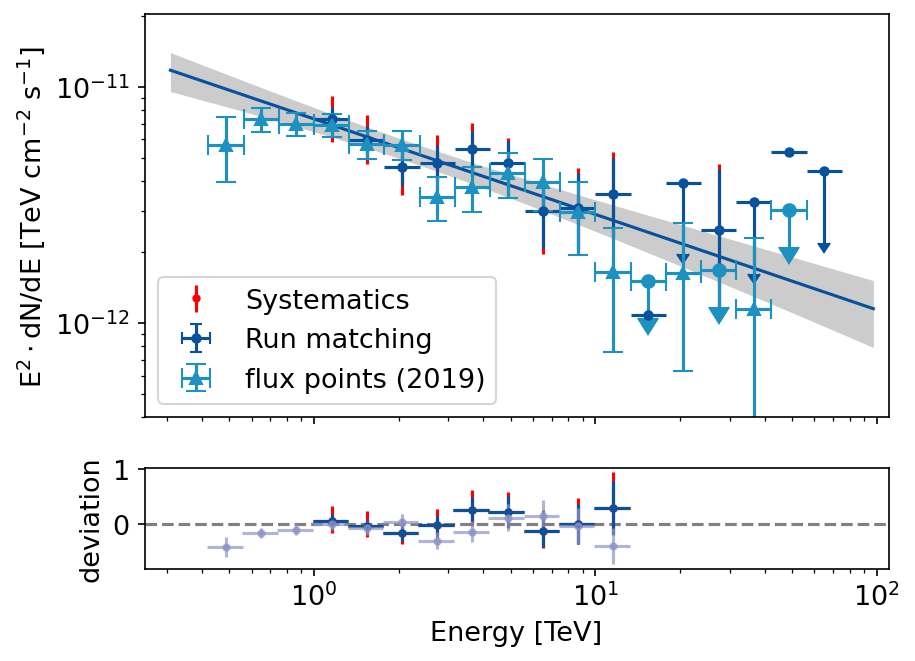 E² · dN/dE [TeV cm⁻² s⁻¹]
10⁻¹¹
10⁻¹²
Systematics
Run matching
flux points (2019)
deviation
1
0
10⁰
10¹
10²
Energy [TeV]